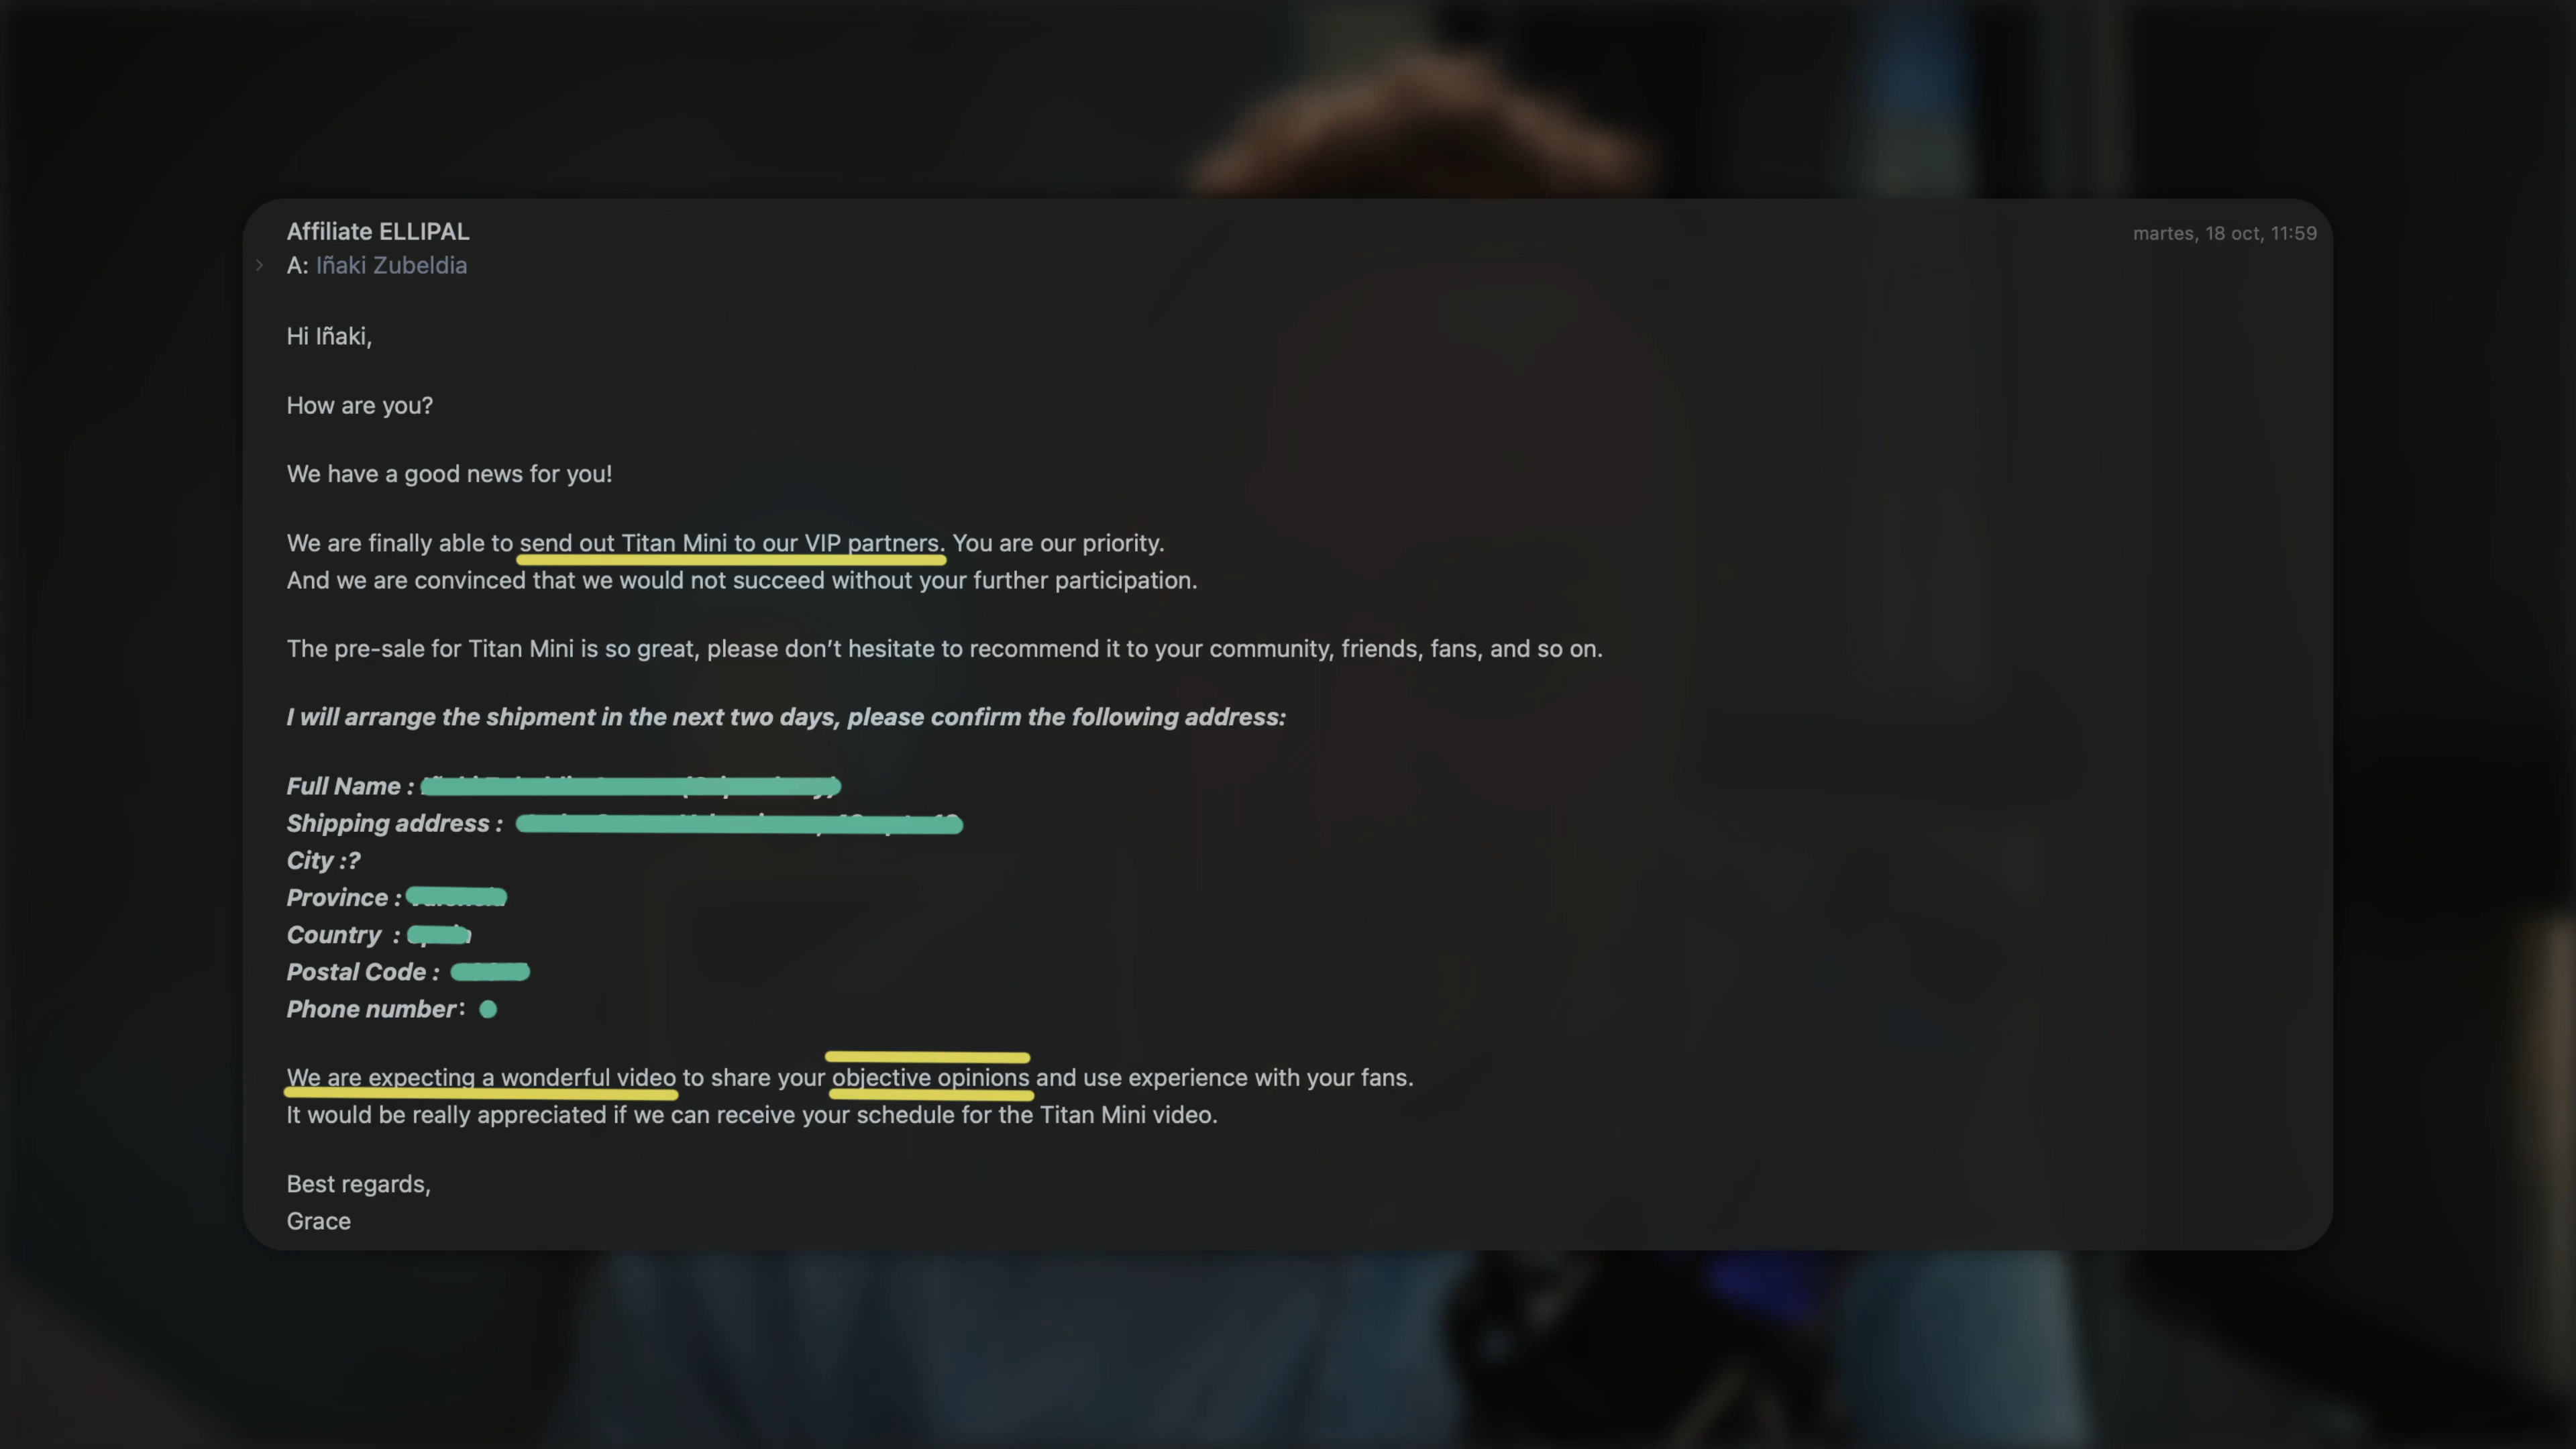 Affiliate ELLIPAL
martes, 18 oct, 11:59
A: Iñaki Zubeldia
Hi Iñaki,
How are you?
We have a good news for you!
We are finally able to send out Titan Mini to our VIP partners. You are our priority.
And we are convinced that we would not succeed without your further participation.
The pre-sale for Titan Mini is so great, please don’t hesitate to recommend it to your community, friends, fans, and so on.
I will arrange the shipment in the next two days, please confirm the following address:
Full Name :
Shipping address :
City :?
Province :
Country :
Postal Code :
Phone number:
We are expecting a wonderful video to share your objective opinions and use experience with your fans.
It would be really appreciated if we can receive your schedule for the Titan Mini video.
Best regards,
Grace